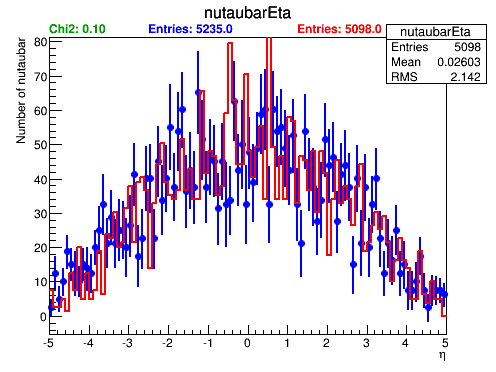 nutaubarEta
Chi2: 0.10 Entries: 5235.0 Entries: 5098.0
nutaubarEta
Entries 5098
Mean 0.02603
RMS 2.142
Number of nutaubar
80
70
60
50
40
30
20
10
0
-5 -4 -3 -2 -1 0 1 2 3 4 5
η